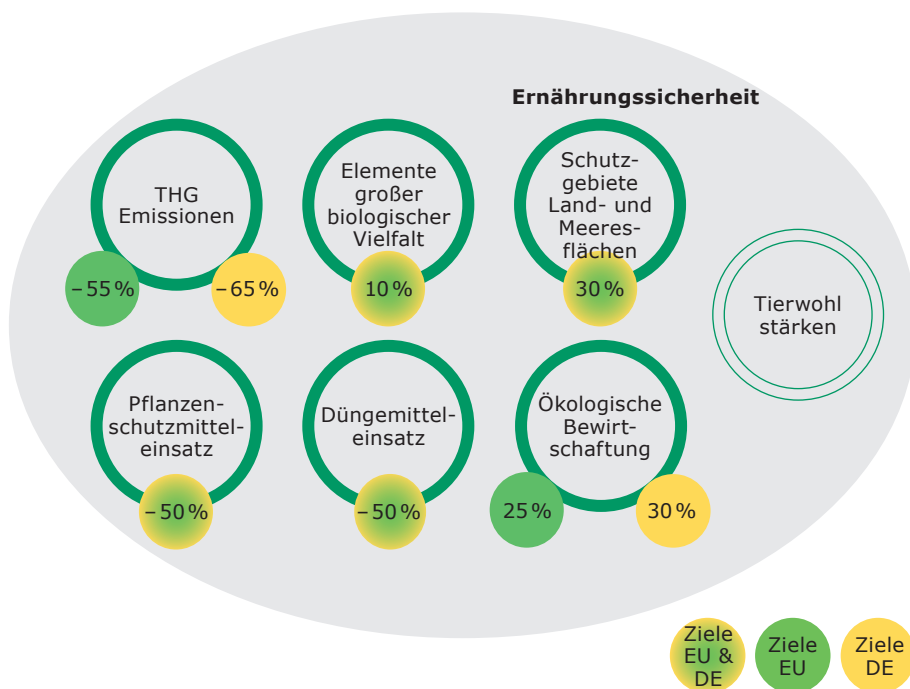 Ernährungssicherheit
THG
Emissionen
– 55 %
– 65 %
Elemente
großer
biologischer
Vielfalt
10 %
Schutz-
gebiete
Land- und
Meeres-
flächen
30 %
Tierwohl
stärken
Pflanzen-
schutzmittel-
einsatz
– 50 %
Düngemittel-
einsatz
– 50 %
Ökologische
Bewirt-
schaftung
25 %
30 %
Ziele
EU &
DE
Ziele
EU
Ziele
DE